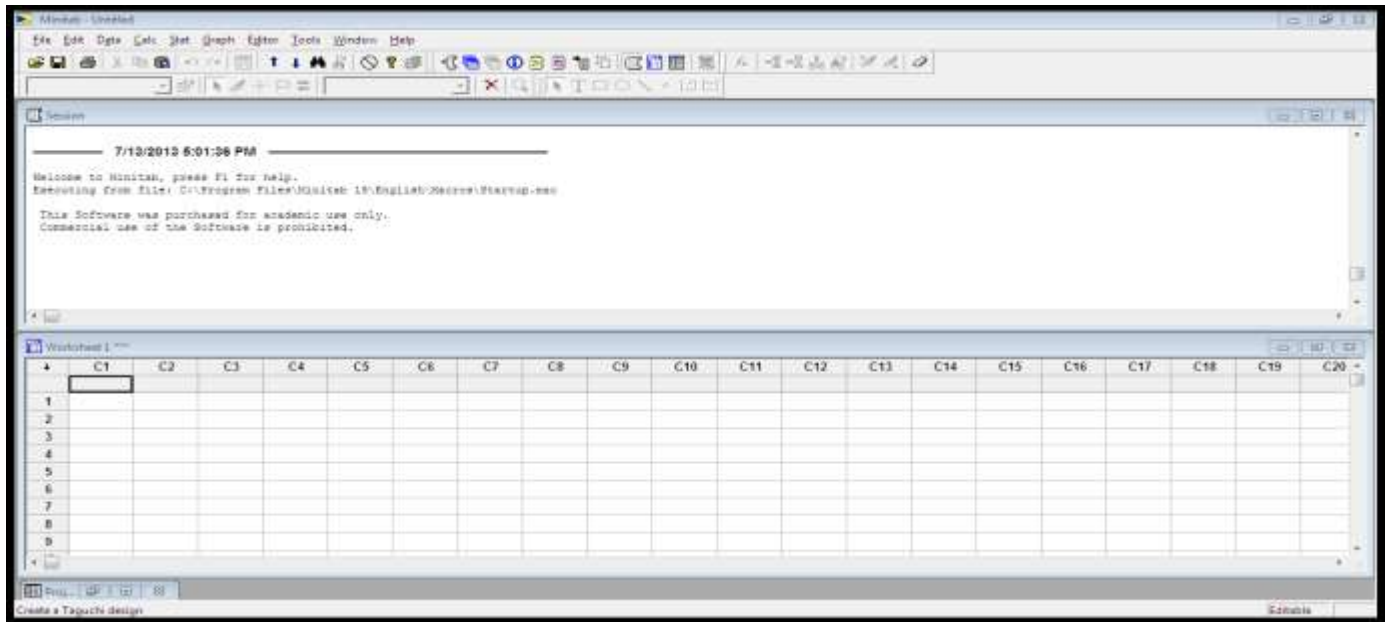 Minitab - Untitled
File Edit Data Calc Stat Graph Editor Tools Window Help
Session
7/13/2013 5:01:36 PM
Welcome to Minitab, press F1 for help.
Executing from file: C:\Program Files\Minitab 16\English\Macros\Startup.mac
This Software was purchased for academic use only.
Commercial use of the Software is prohibited.
Worksheet 1 ***
C1 C2 C3 C4 C5 C6 C7 C8 C9 C10 C11 C12 C13 C14 C15 C16 C17 C18 C19 C20
1
2
3
4
5
6
7
8
9
Proj...
Create a Taguchi design
Editable